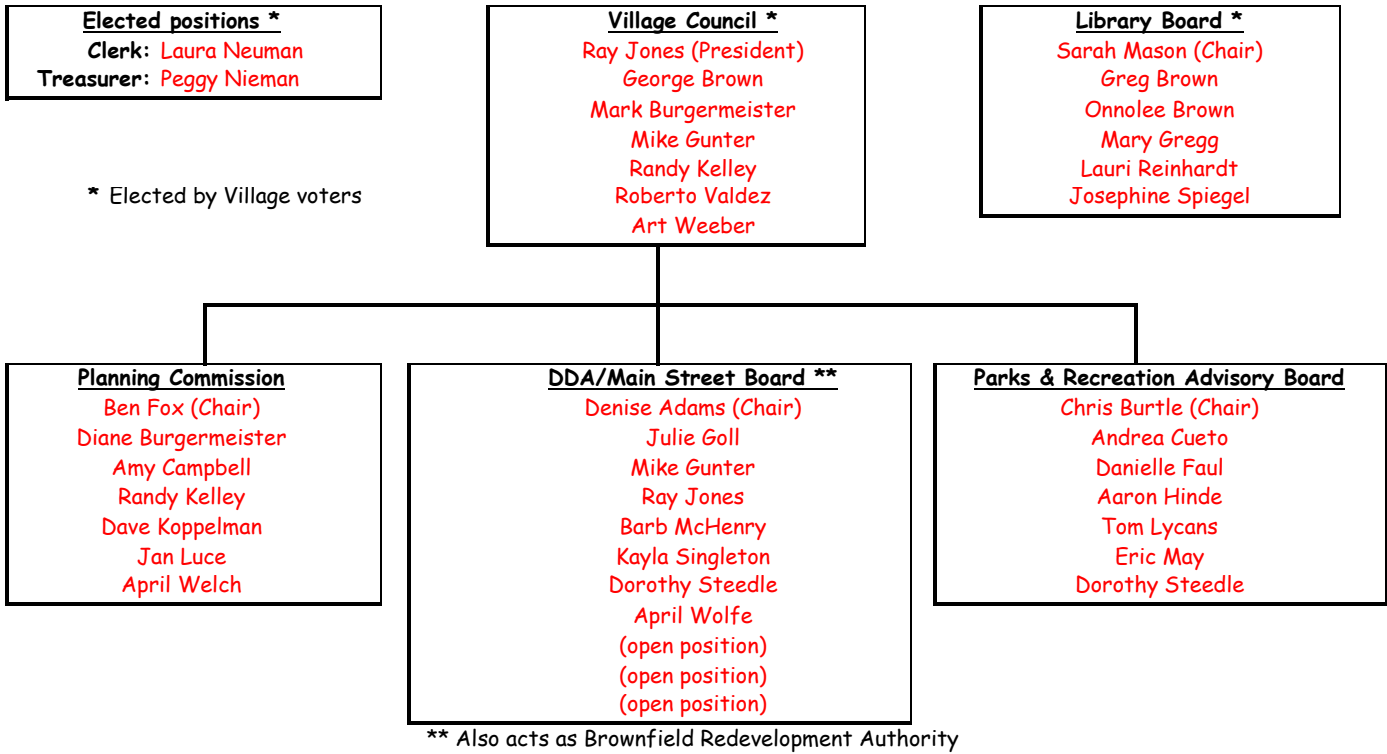 Elected positions *
Clerk: Laura Neuman
Treasurer: Peggy Nieman
* Elected by Village voters
Village Council *
Ray Jones (President)
George Brown
Mark Burgermeister
Mike Gunter
Randy Kelley
Roberto Valdez
Art Weeber
Library Board *
Sarah Mason (Chair)
Greg Brown
Onnolee Brown
Mary Gregg
Lauri Reinhardt
Josephine Spiegel
Planning Commission
Ben Fox (Chair)
Diane Burgermeister
Amy Campbell
Randy Kelley
Dave Koppelman
Jan Luce
April Welch
DDA/Main Street Board **
Denise Adams (Chair)
Julie Goll
Mike Gunter
Ray Jones
Barb McHenry
Kayla Singleton
Dorothy Steedle
April Wolfe
(open position)
(open position)
(open position)
Parks & Recreation Advisory Board
Chris Burtle (Chair)
Andrea Cueto
Danielle Faul
Aaron Hinde
Tom Lycans
Eric May
Dorothy Steedle
** Also acts as Brownfield Redevelopment Authority